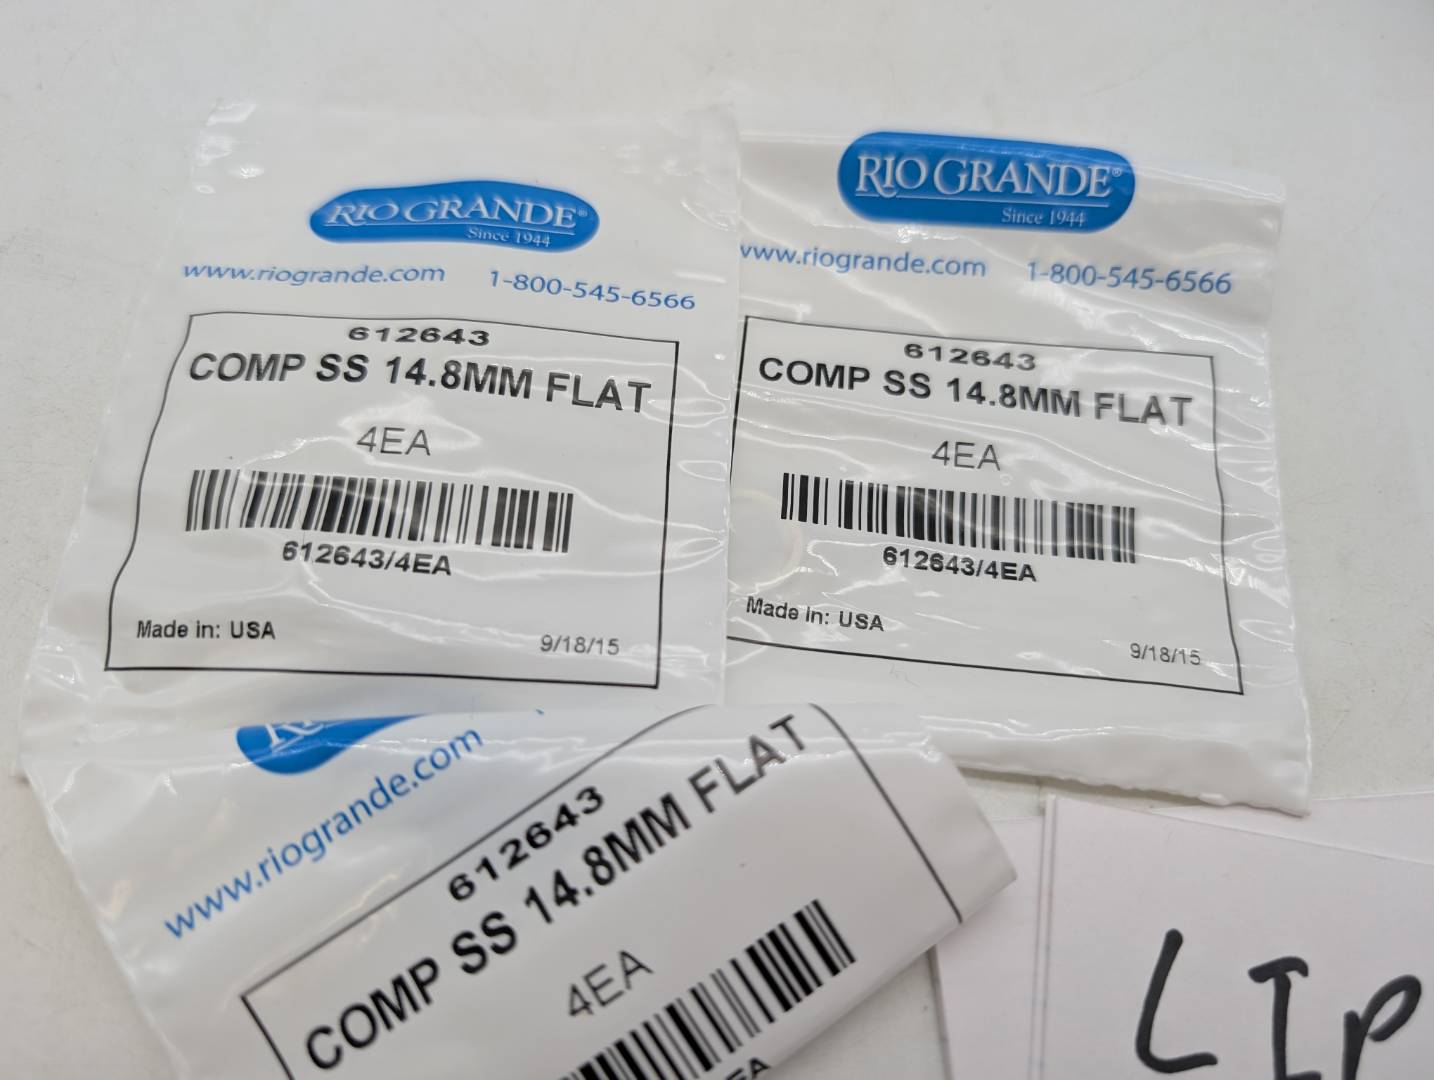 RIO GRANDE®
Since 1944
www.riogrande.com 1-800-545-6566
612643
COMP SS 14.8MM FLAT
4EA
612643/4EA
Made in: USA 9/18/15
RIO GRANDE®
Since 1944
www.riogrande.com 1-800-545-6566
612643
COMP SS 14.8MM FLAT
4EA
612643/4EA
Made in: USA 9/18/15
www.riogrande.com
612643
COMP SS 14.8MM FLAT
4EA
LIP